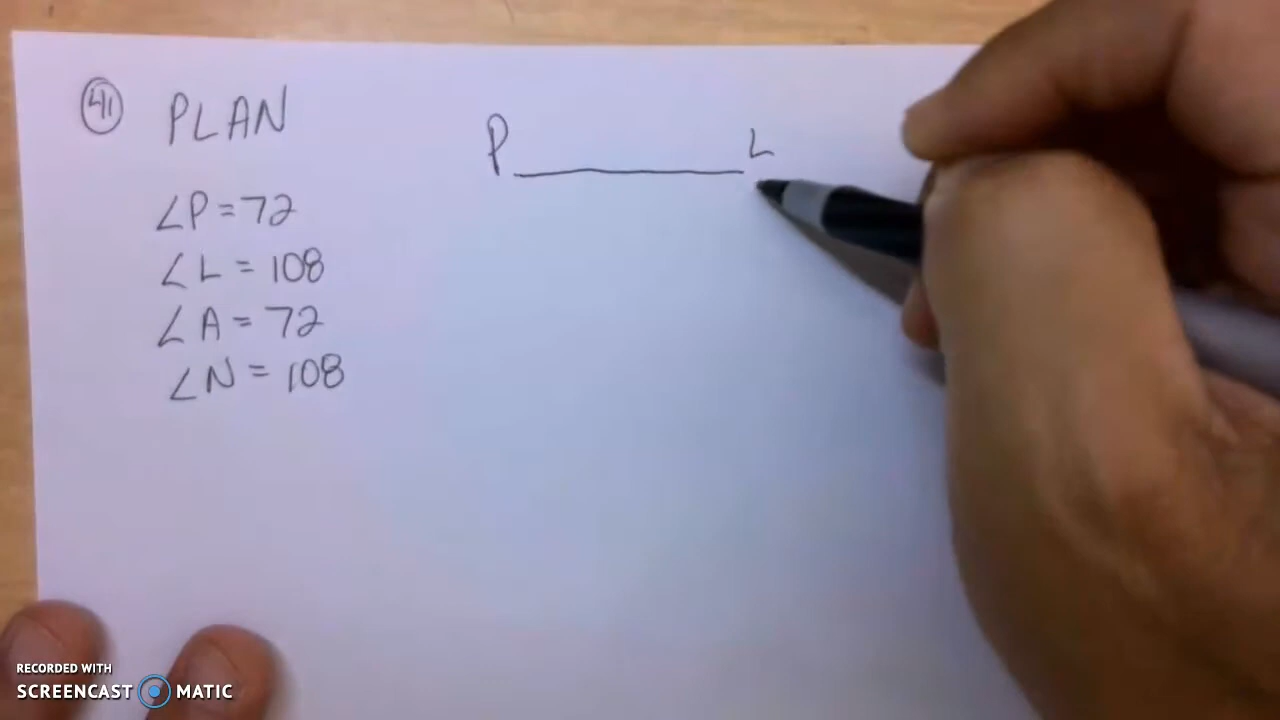 41 PLAN
P L
∠P=72
∠L=108
∠A=72
∠N=108
RECORDED WITH
SCREENCAST MATIC